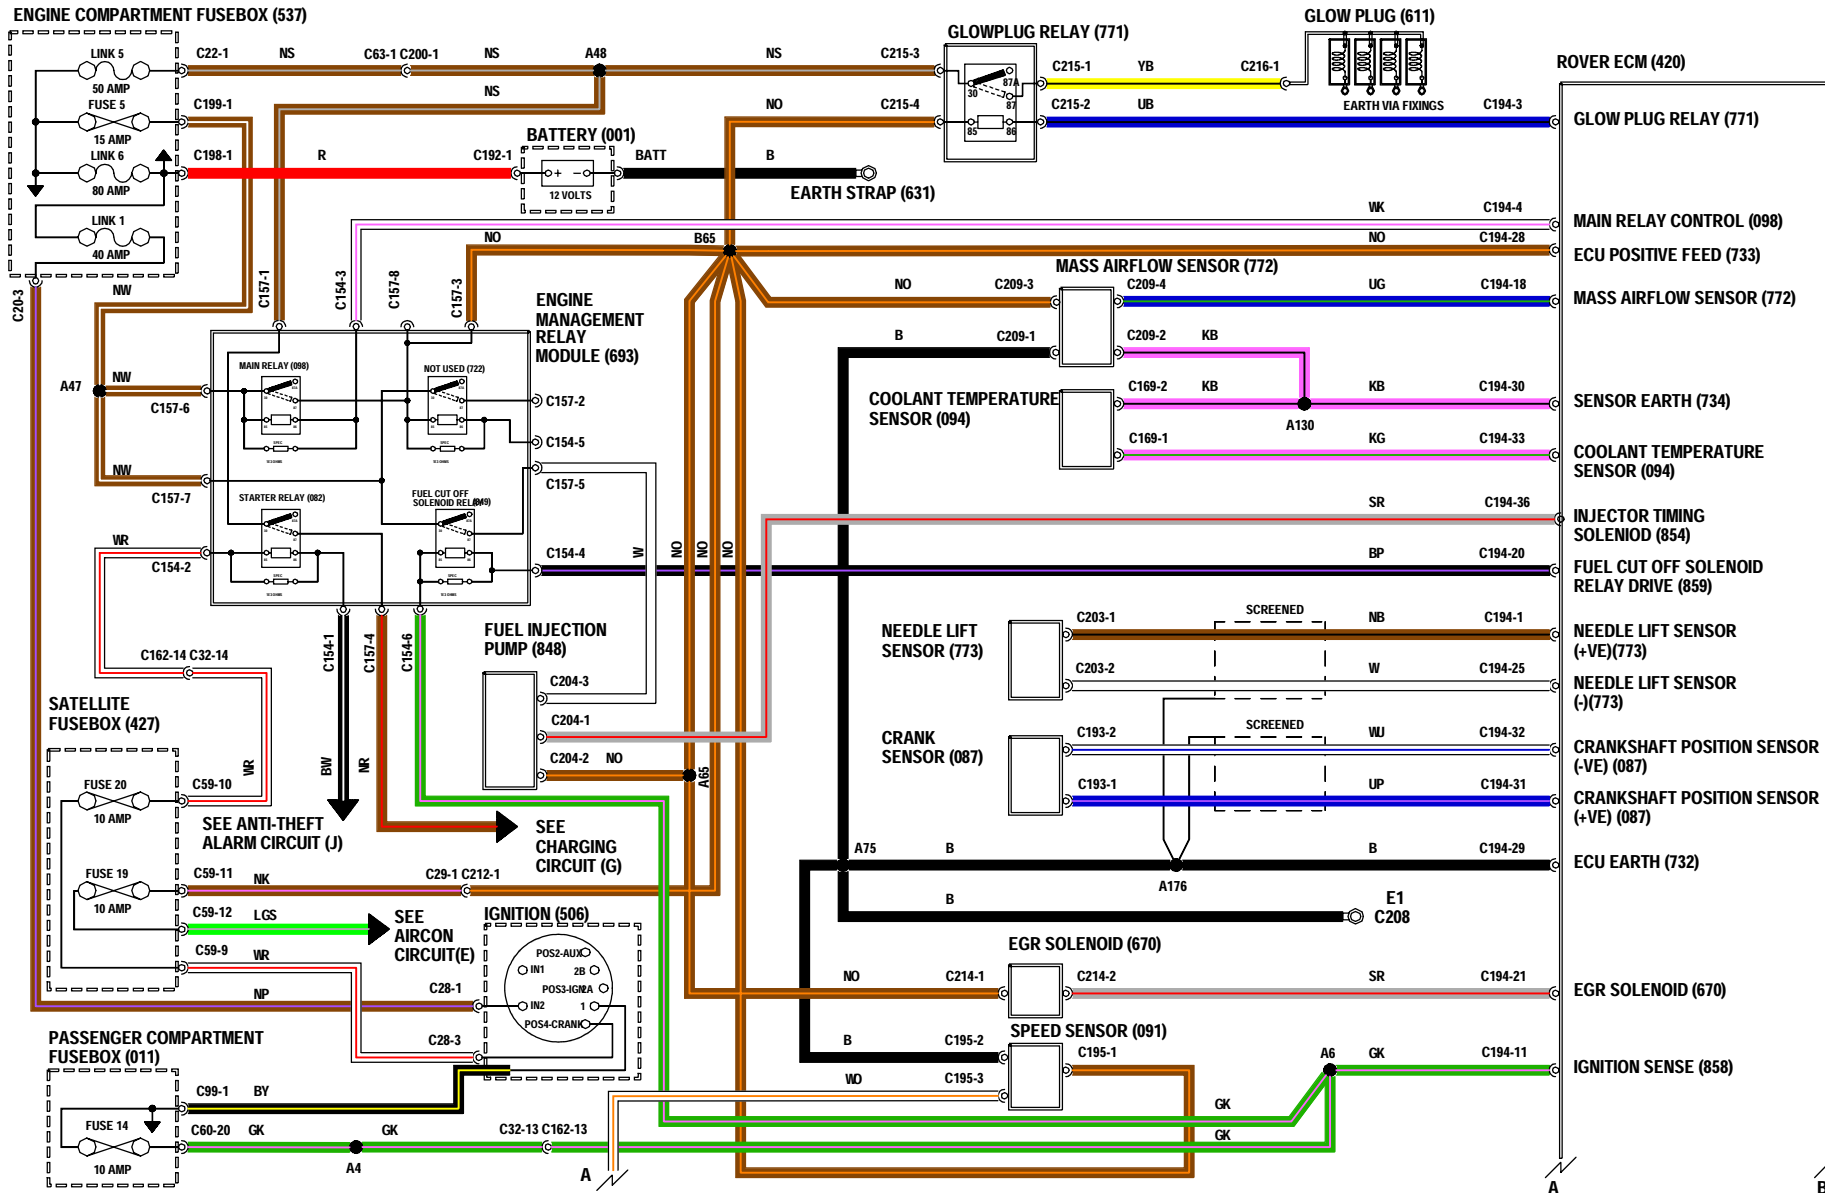 ENGINE COMPARTMENT FUSEBOX (537)
LINK 5
50 AMP
FUSE 5
15 AMP
LINK 6
80 AMP
LINK 1
40 AMP
C22-1
NS
C63-1 C200-1
NS
A48
NS
C215-3
NS
C199-1
C198-1
R
C192-1
BATTERY (001)
12 VOLTS
BATT
B
EARTH STRAP (631)
NO
C215-4
GLOWPLUG RELAY (771)
87A
30
87
85
86
C215-1
YB
C216-1
C215-2
UB
C194-3
GLOW PLUG (611)
EARTH VIA FIXINGS
ROVER ECM (420)
GLOW PLUG RELAY (771)
WK
C194-4
MAIN RELAY CONTROL (098)
NO
B65
NO
C194-28
ECU POSITIVE FEED (733)
C220-3
NW
C157-1
C154-3
C157-8
C157-3
ENGINE
MANAGEMENT
RELAY
MODULE (693)
NO
C209-3
MASS AIRFLOW SENSOR (772)
C209-4
UG
C194-18
MASS AIRFLOW SENSOR (772)
B
C209-1
C209-2
KB
A47
NW
C157-6
MAIN RELAY (098)
NOT USED (722)
C157-2
C154-5
COOLANT TEMPERATURE
SENSOR (094)
C169-2
KB
KB
C194-30
SENSOR EARTH (734)
A130
C169-1
KG
C194-33
COOLANT TEMPERATURE
SENSOR (094)
NW
C157-7
STARTER RELAY (082)
FUEL CUT OFF
SOLENOID RELAY
C157-5
SR
C194-36
INJECTOR TIMING
SOLENIOD (854)
WR
C154-2
C154-4
W
NO
NO
NO
BP
C194-20
FUEL CUT OFF SOLENOID
RELAY DRIVE (859)
C154-1
C157-4
C154-6
FUEL INJECTION
PUMP (848)
NEEDLE LIFT
SENSOR (773)
C203-1
SCREENED
NB
C194-1
NEEDLE LIFT SENSOR
(+VE)(773)
C203-2
W
C194-25
NEEDLE LIFT SENSOR
(-)(773)
C162-14 C32-14
C204-3
C204-1
C204-2
NO
A65
SATELLITE
FUSEBOX (427)
CRANK
SENSOR (087)
C193-2
SCREENED
WU
C194-32
CRANKSHAFT POSITION SENSOR
(-VE) (087)
C193-1
UP
C194-31
CRANKSHAFT POSITION SENSOR
(+VE) (087)
FUSE 20
10 AMP
C59-10
WR
BW
NR
SEE ANTI-THEFT
ALARM CIRCUIT (J)
SEE
CHARGING
CIRCUIT (G)
A75
B
B
C194-29
ECU EARTH (732)
A176
FUSE 19
10 AMP
C59-11
NK
C29-1 C212-1
C59-12
LGS
SEE
AIRCON
CIRCUIT(E)
IGNITION (506)
B
E1
C208
C59-9
WR
POS2-AUX
IN1
2B
POS3-IGN
2A
IN2
1
POS4-CRANK
NP
C28-1
C28-3
EGR SOLENOID (670)
NO
C214-1
C214-2
SR
C194-21
EGR SOLENOID (670)
SPEED SENSOR (091)
B
C195-2
C195-1
WO
C195-3
A6
GK
C194-11
IGNITION SENSE (858)
PASSENGER COMPARTMENT
FUSEBOX (011)
C99-1
BY
FUSE 14
10 AMP
C60-20
GK
GK
A4
C32-13 C162-13
GK
GK
A
A
B